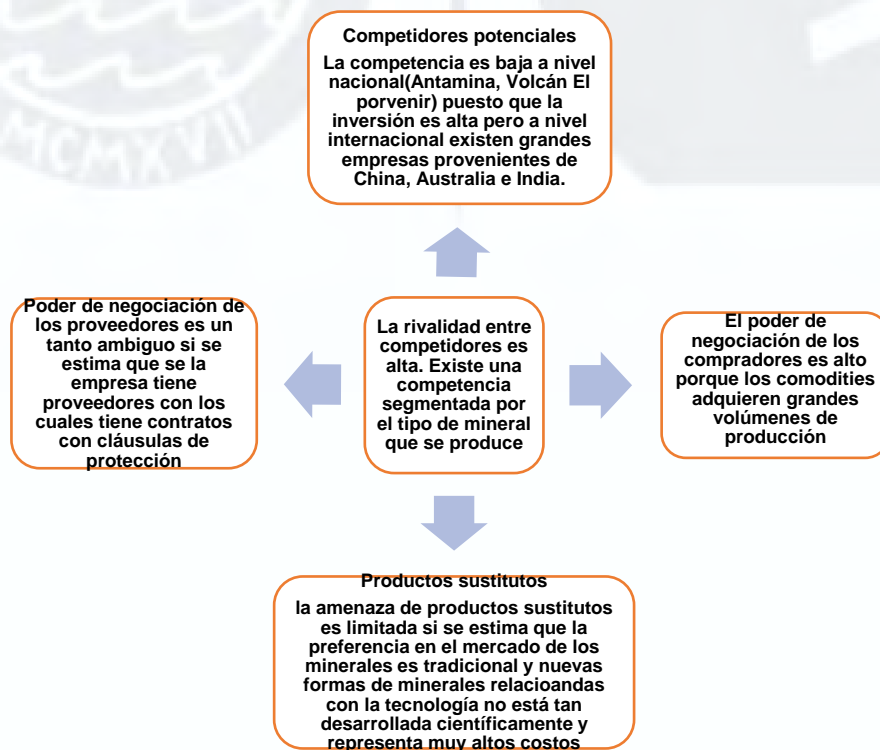 MCMXVII
Competidores potenciales
La competencia es baja a nivel
nacional(Antamina, Volcán El
porvenir) puesto que la
inversión es alta pero a nivel
internacional existen grandes
empresas provenientes de
China, Australia e India.
Poder de negociación de
los proveedores es un
tanto ambiguo si se
estima que se la
empresa tiene
proveedores con los
cuales tiene contratos
con cláusulas de
protección
La rivalidad entre
competidores es
alta. Existe una
competencia
segmentada por
el tipo de mineral
que se produce
El poder de
negociación de los
compradores es alto
porque los comodities
adquieren grandes
volúmenes de
producción
Productos sustitutos
la amenaza de productos sustitutos
es limitada si se estima que la
preferencia en el mercado de los
minerales es tradicional y nuevas
formas de minerales relacioandas
con la tecnología no está tan
desarrollada científicamente y
representa muy altos costos